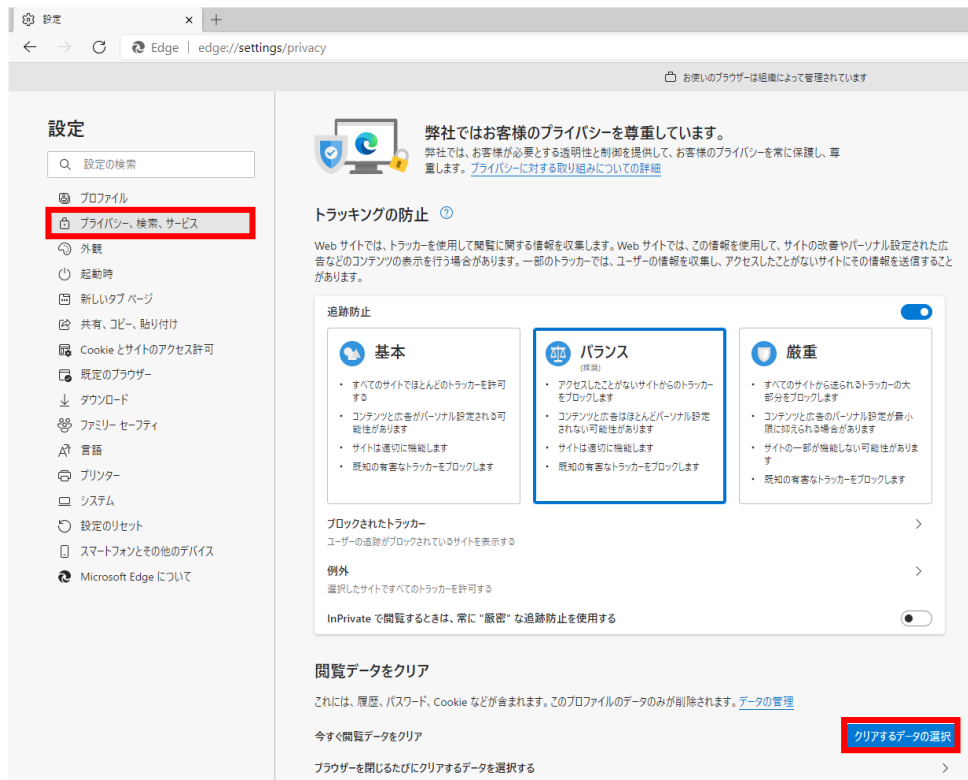 設定
Edge | edge://settings/privacy
お使いのブラウザーは組織によって管理されています
設定
設定の検索
プロファイル
プライバシー、検索、サービス
外観
起動時
新しいタブ ページ
共有、コピー、貼り付け
Cookie とサイトのアクセス許可
既定のブラウザー
ダウンロード
ファミリー セーフティ
言語
プリンター
システム
設定のリセット
スマートフォンとその他のデバイス
Microsoft Edge について
弊社ではお客様のプライバシーを尊重しています。
弊社では、お客様が必要とする透明性と制御を提供して、お客様のプライバシーを常に保護し、尊
重します。プライバシーに対する取り組みについての詳細
トラッキングの防止
Web サイトでは、トラッカーを使用して閲覧に関する情報を収集します。Web サイトでは、この情報を使用して、サイトの改善やパーソナル設定された広
告などのコンテンツの表示を行う場合があります。一部のトラッカーでは、ユーザーの情報を収集し、アクセスしたことがないサイトにその情報を送信すること
があります。
追跡防止
基本
・ すべてのサイトでほとんどのトラッカーを許可
する
・ コンテンツと広告がパーソナル設定される可
能性があります
・ サイトは適切に機能します
・ 既知の有害なトラッカーをブロックします
バランス
(推奨)
・ アクセスしたことがないサイトからのトラッカー
をブロックします
・ コンテンツと広告はほとんどパーソナル設定
されない可能性があります
・ サイトは適切に機能します
・ 既知の有害なトラッカーをブロックします
厳重
・ すべてのサイトから送られるトラッカーの大
部分をブロックします
・ コンテンツと広告のパーソナル設定が最小
限に抑えられる場合があります
・ サイトの一部が機能しない可能性がありま
す
・ 既知の有害なトラッカーをブロックします
ブロックされたトラッカー
ユーザーの追跡がブロックされているサイトを表示する
例外
選択したサイトですべてのトラッカーを許可する
InPrivate で閲覧するときは、常に "厳密" な追跡防止を使用する
閲覧データをクリア
これには、履歴、パスワード、Cookie などが含まれます。このプロファイルのデータのみが削除されます。データの管理
今すぐ閲覧データをクリア
クリアするデータの選択
ブラウザーを閉じるたびにクリアするデータを選択する